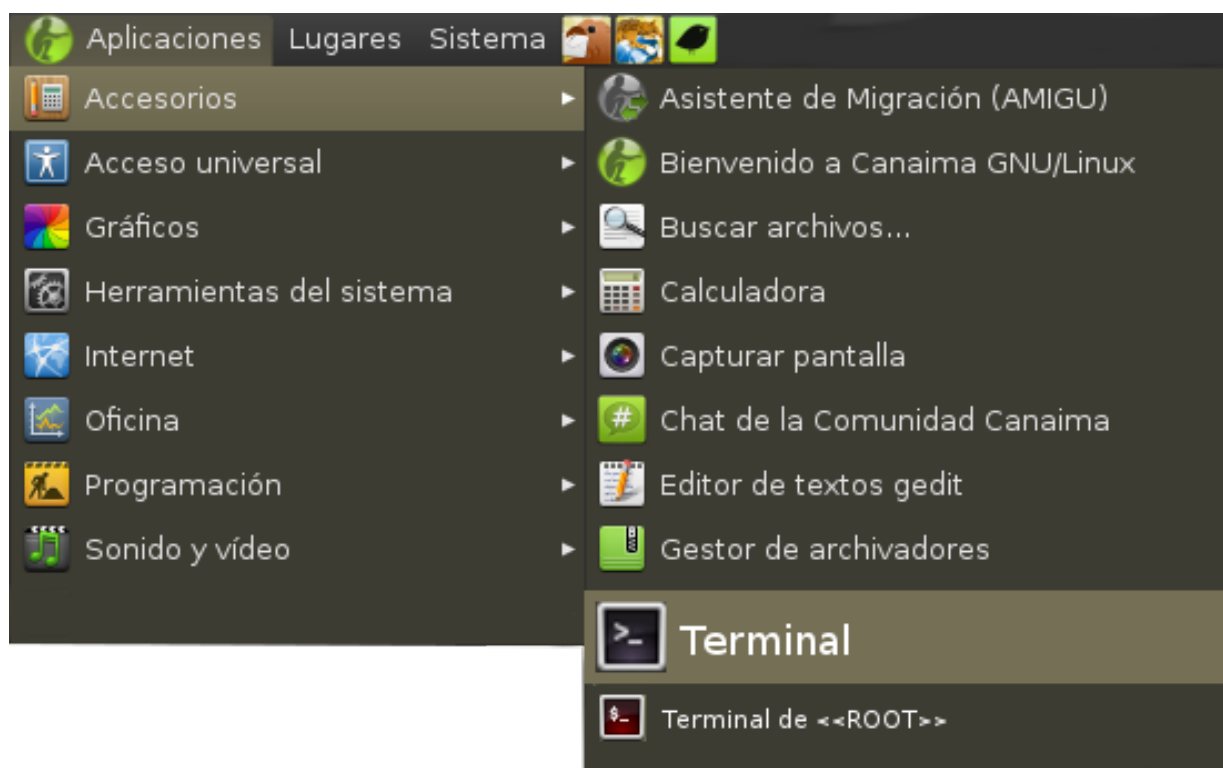 Aplicaciones Lugares Sistema
Accesorios
Acceso universal
Gráficos
Herramientas del sistema
Internet
Oficina
Programación
Sonido y vídeo
Asistente de Migración (AMIGU)
Bienvenido a Canaima GNU/Linux
Buscar archivos...
Calculadora
Capturar pantalla
# Chat de la Comunidad Canaima
Editor de textos gedit
Gestor de archivadores
>_ Terminal
$_ Terminal de <<ROOT>>